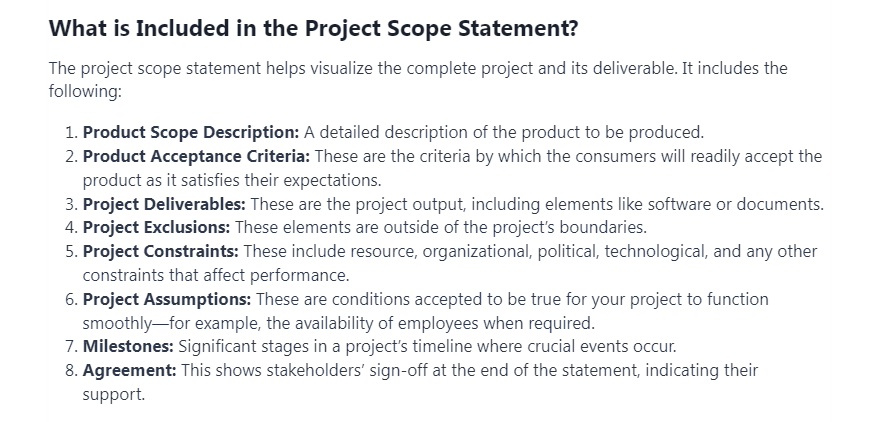 What is Included in the Project Scope Statement?
The project scope statement helps visualize the complete project and its deliverable. It includes the
following:
1. Product Scope Description: A detailed description of the product to be produced.
2. Product Acceptance Criteria: These are the criteria by which the consumers will readily accept the
product as it satisfies their expectations.
3. Project Deliverables: These are the project output, including elements like software or documents.
4. Project Exclusions: These elements are outside of the project's boundaries.
5. Project Constraints: These include resource, organizational, political, technological, and any other
constraints that affect performance.
6. Project Assumptions: These are conditions accepted to be true for your project to function
smoothly—for example, the availability of employees when required.
7. Milestones: Significant stages in a project's timeline where crucial events occur.
8. Agreement: This shows stakeholders' sign-off at the end of the statement, indicating their
support.